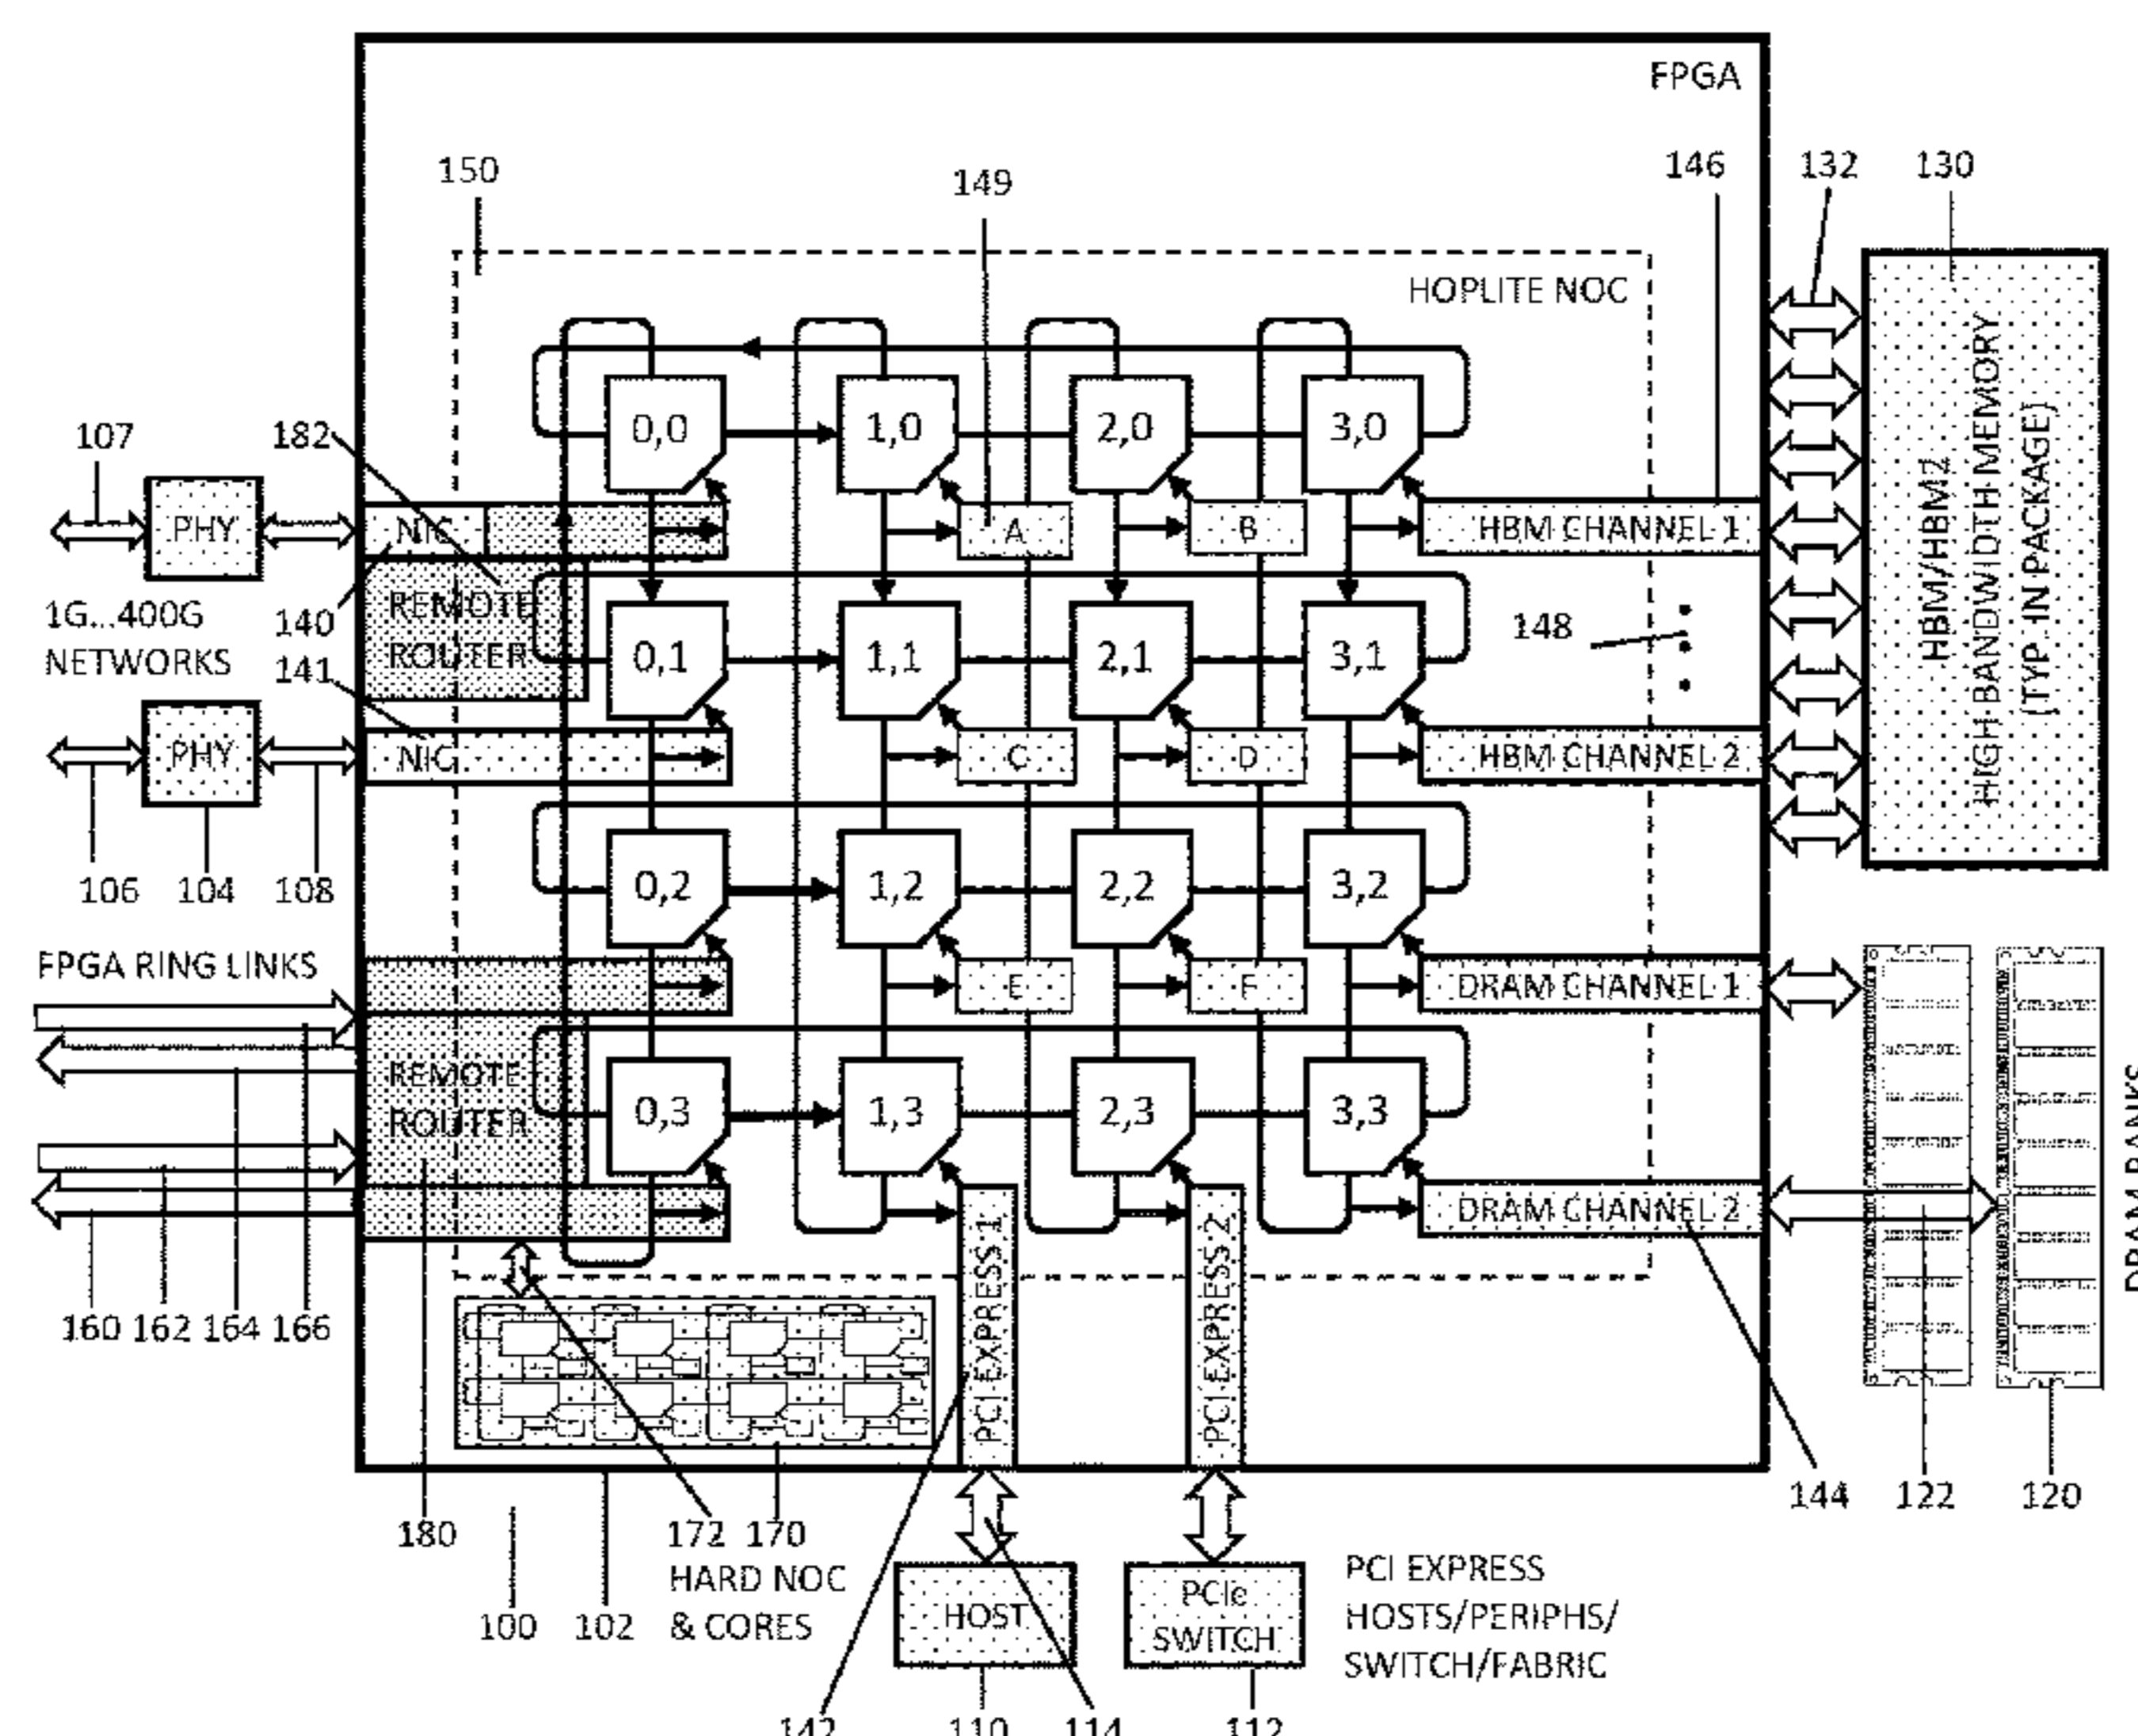 FPGA
150
149
146
132
130
HOPLITE NOC
107
182
0,0
1,0
2,0
3,0
PHY
NIC
A
B
HBM CHANNEL 1
HBM/HBM2
HIGH BANDWIDTH MEMORY
(TYP. IN PACKAGE)
1G...400G
NETWORKS
140
141
REMOTE
ROUTER
0,1
1,1
2,1
3,1
148
PHY
NIC
C
D
HBM CHANNEL 2
106
104
108
0,2
1,2
2,2
3,2
FPGA RING LINKS
E
F
DRAM CHANNEL 1
REMOTE
ROUTER
0,3
1,3
2,3
3,3
DRAM BANKS
DRAM CHANNEL 2
PCI EXPRESS 1
PCI EXPRESS 2
160
162
164
166
180
172
170
144
122
120
HARD NOC
& CORES
100
102
HOST
PCIe
SWITCH
PCI EXPRESS
HOSTS/PERIPHS/
SWITCH/FABRIC
142
110
114
112